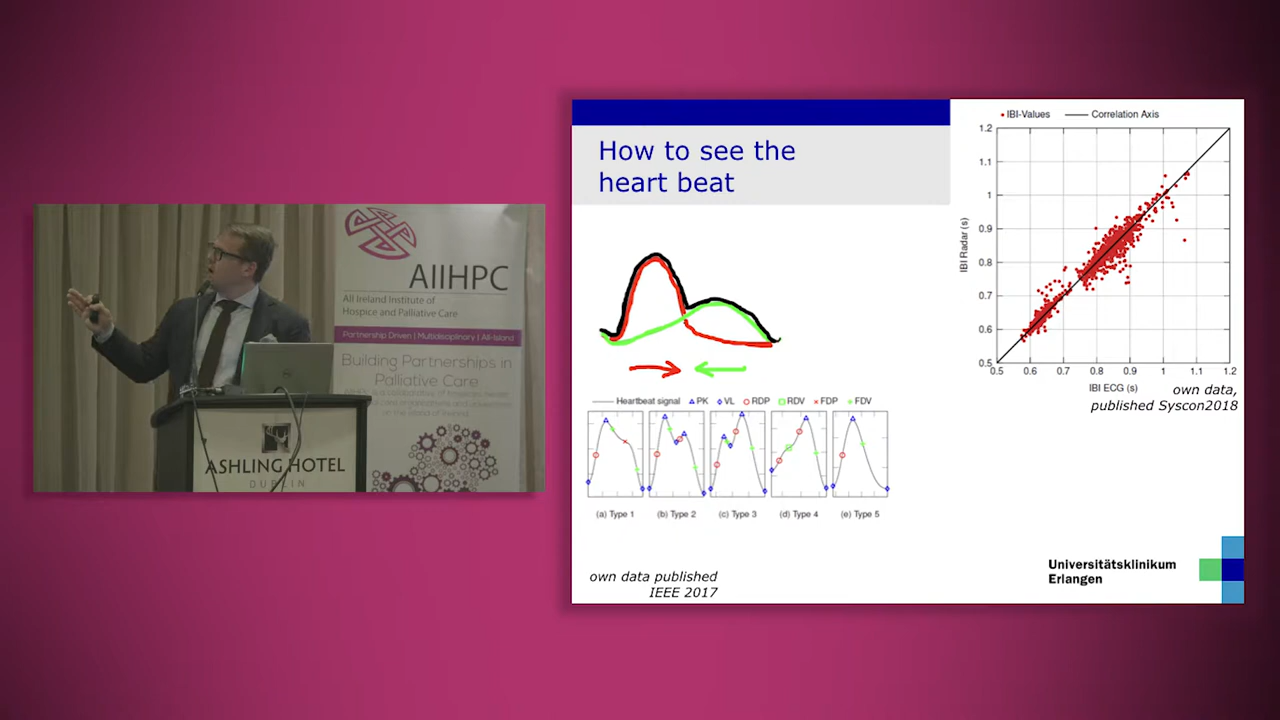 AIIHPC
All Ireland Institute of
Hospice and Palliative Care
Partnership Driven | Multidisciplinary | All-Island
Building Partnerships in
Palliative Care
ASHLING HOTEL
DUBLIN
How to see the
heart beat
Heartbeat signal PK VL RDP RDV FDP FDV
(a) Type 1 (b) Type 2 (c) Type 3 (d) Type 4 (e) Type 5
own data published
IEEE 2017
IBI-Values Correlation Axis
IBI Radar (s)
1.2
1.1
1
0.9
0.8
0.7
0.6
0.5
0.5 0.6 0.7 0.8 0.9 1 1.1 1.2
IBI ECG (s)
own data,
published Syscon2018
Universitätsklinikum
Erlangen